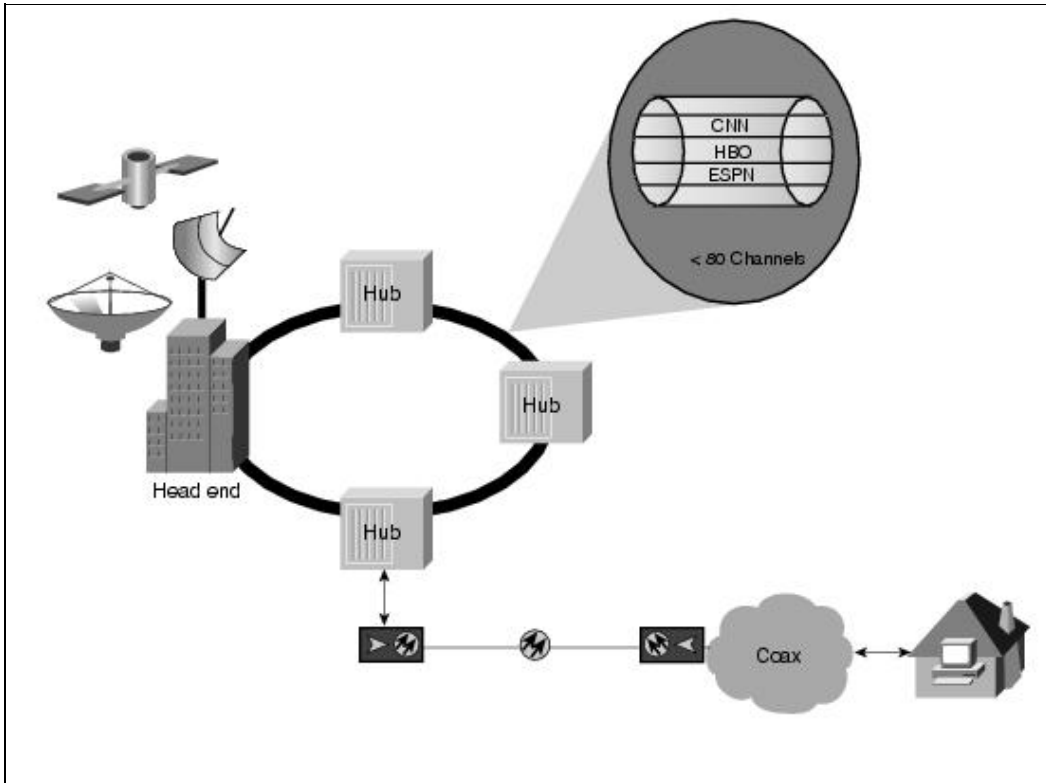 CNN
HBO
ESPN
< 80 Channels
Hub
Hub
Head end
Hub
Coax